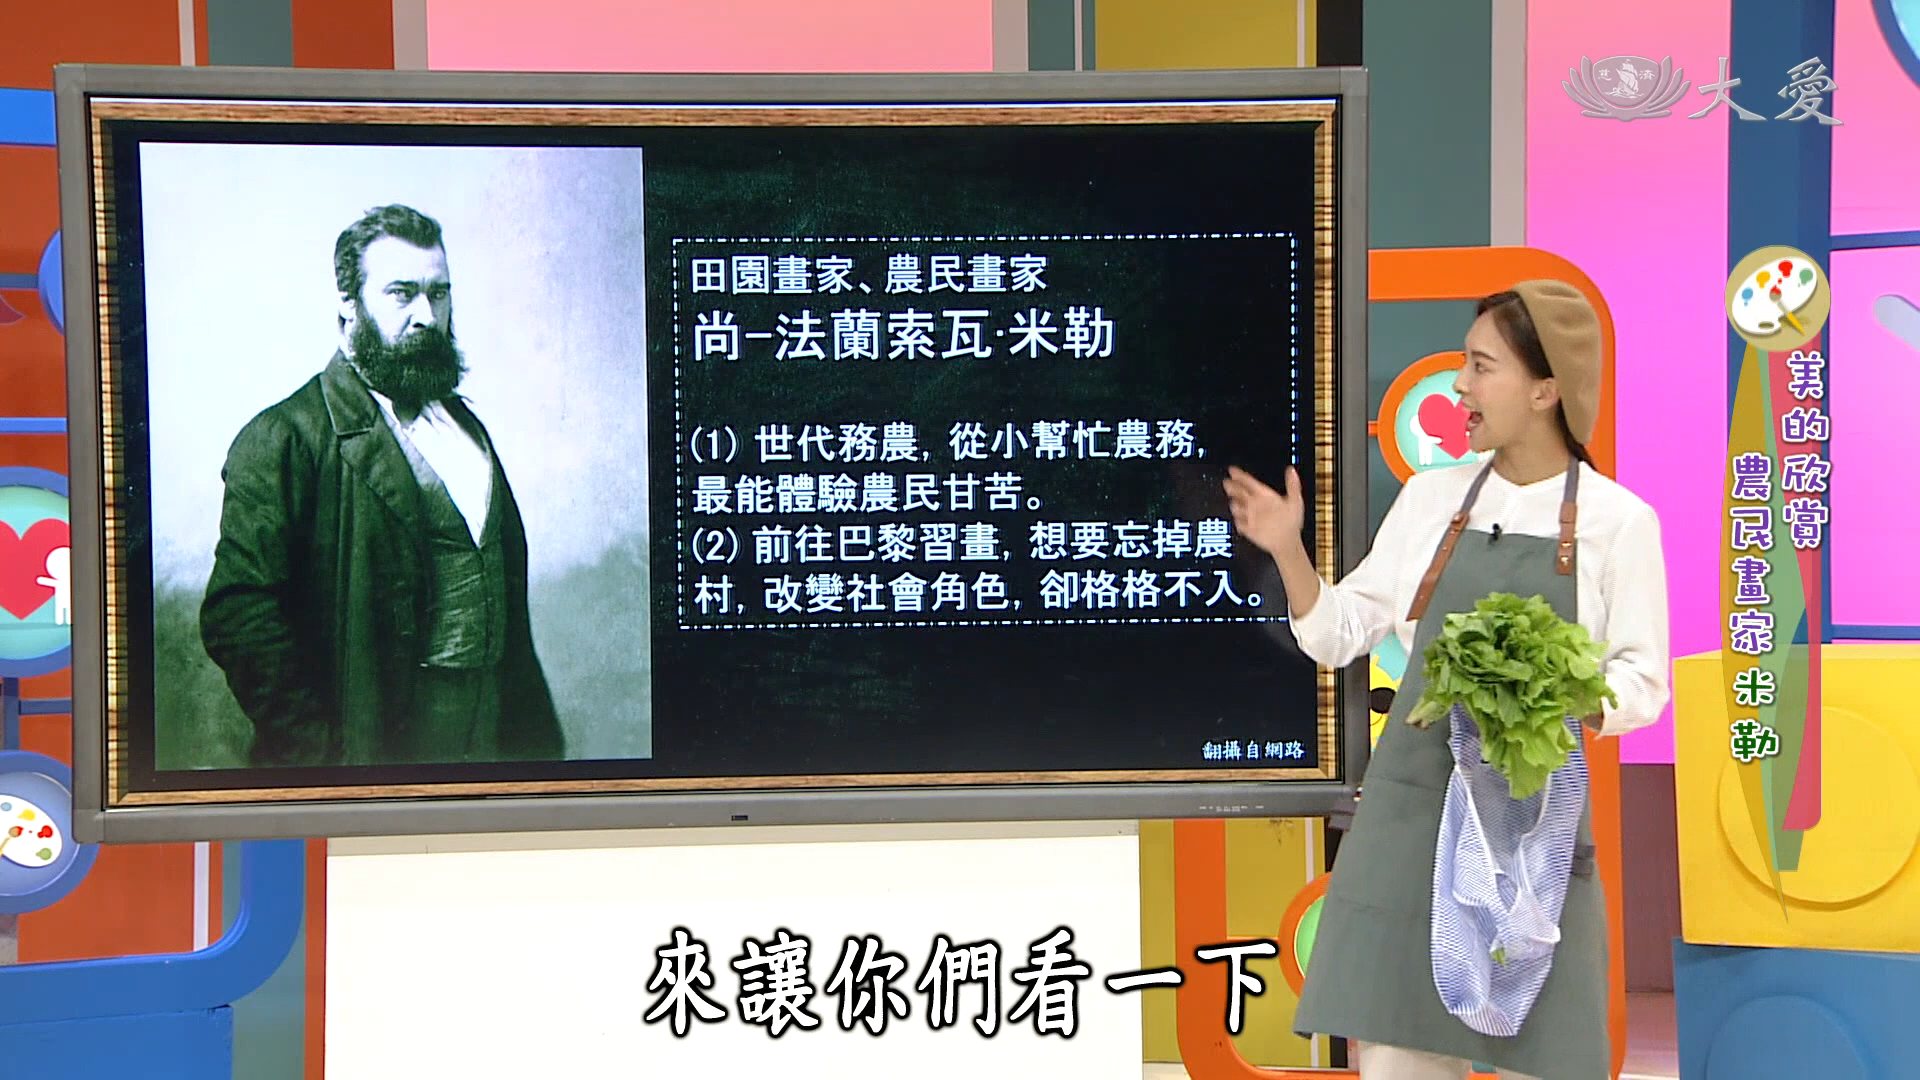 慈濟
大愛
田園畫家、農民畫家
尚-法蘭索瓦·米勒
(1) 世代務農, 從小幫忙農務,
最能體驗農民甘苦。
(2) 前往巴黎習畫, 想要忘掉農
村, 改變社會角色, 卻格格不入。
翻攝自網路
美的欣賞
農民畫家 米勒
來讓你們看一下